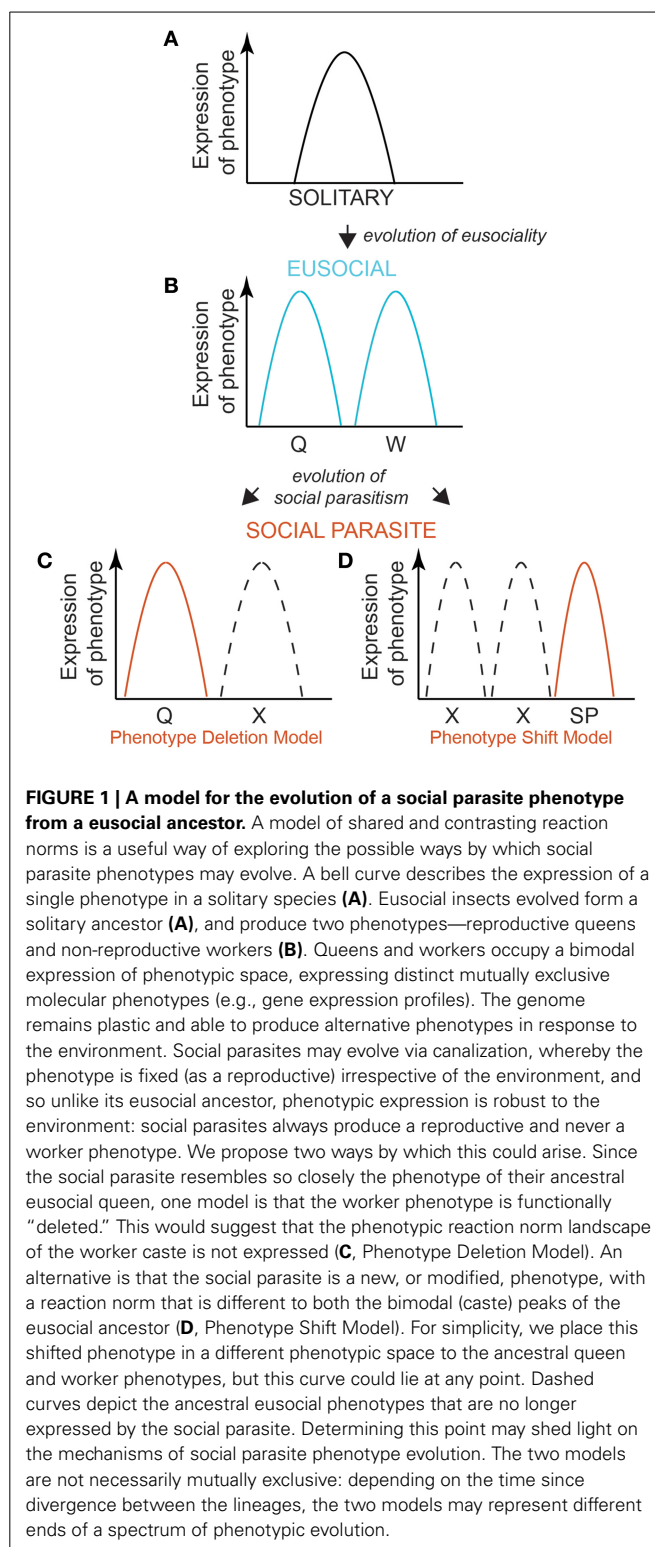 A
Expression
of phenotype
SOLITARY
evolution of eusociality
EUSOCIAL
B
Expression
of phenotype
Q W
evolution of
social parasitism
SOCIAL PARASITE
C D
Expression
of phenotype
Expression
of phenotype
Q X X X SP
Phenotype Deletion Model Phenotype Shift Model
FIGURE 1 | A model for the evolution of a social parasite phenotype
from a eusocial ancestor. A model of shared and contrasting reaction
norms is a useful way of exploring the possible ways by which social
parasite phenotypes may evolve. A bell curve describes the expression of a
single phenotype in a solitary species (A). Eusocial insects evolved form a
solitary ancestor (A), and produce two phenotypes—reproductive queens
and non-reproductive workers (B). Queens and workers occupy a bimodal
expression of phenotypic space, expressing distinct mutually exclusive
molecular phenotypes (e.g., gene expression profiles). The genome
remains plastic and able to produce alternative phenotypes in response to
the environment. Social parasites may evolve via canalization, whereby the
phenotype is fixed (as a reproductive) irrespective of the environment, and
so unlike its eusocial ancestor, phenotypic expression is robust to the
environment: social parasites always produce a reproductive and never a
worker phenotype. We propose two ways by which this could arise. Since
the social parasite resembles so closely the phenotype of their ancestral
eusocial queen, one model is that the worker phenotype is functionally
“deleted.” This would suggest that the phenotypic reaction norm landscape
of the worker caste is not expressed (C, Phenotype Deletion Model). An
alternative is that the social parasite is a new, or modified, phenotype, with
a reaction norm that is different to both the bimodal (caste) peaks of the
eusocial ancestor (D, Phenotype Shift Model). For simplicity, we place this
shifted phenotype in a different phenotypic space to the ancestral queen
and worker phenotypes, but this curve could lie at any point. Dashed
curves depict the ancestral eusocial phenotypes that are no longer
expressed by the social parasite. Determining this point may shed light on
the mechanisms of social parasite phenotype evolution. The two models
are not necessarily mutually exclusive: depending on the time since
divergence between the lineages, the two models may represent different
ends of a spectrum of phenotypic evolution.